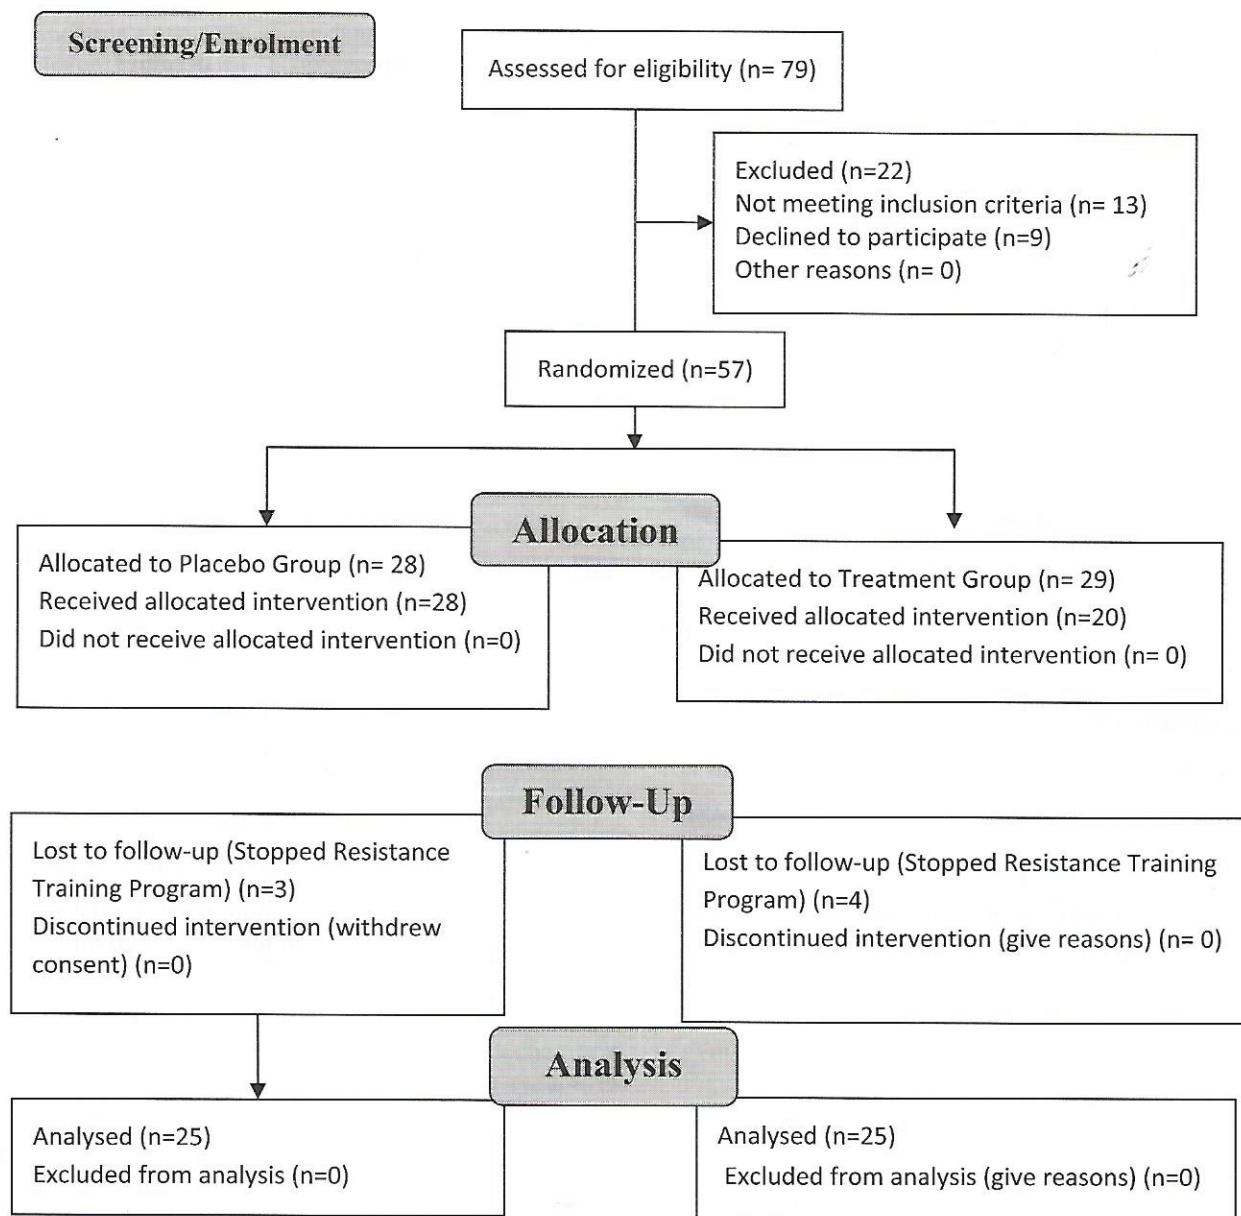 Screening/Enrolment
Assessed for eligibility (n= 79)
Excluded (n=22)
Not meeting inclusion criteria (n= 13)
Declined to participate (n=9)
Other reasons (n= 0)
Randomized (n=57)
Allocation
Allocated to Placebo Group (n= 28)
Received allocated intervention (n=28)
Did not receive allocated intervention (n=0)
Allocated to Treatment Group (n= 29)
Received allocated intervention (n=20)
Did not receive allocated intervention (n= 0)
Follow-Up
Lost to follow-up (Stopped Resistance
Training Program) (n=3)
Discontinued intervention (withdrew
consent) (n=0)
Lost to follow-up (Stopped Resistance Training
Program) (n=4)
Discontinued intervention (give reasons) (n= 0)
Analysis
Analysed (n=25)
Excluded from analysis (n=0)
Analysed (n=25)
Excluded from analysis (give reasons) (n=0)